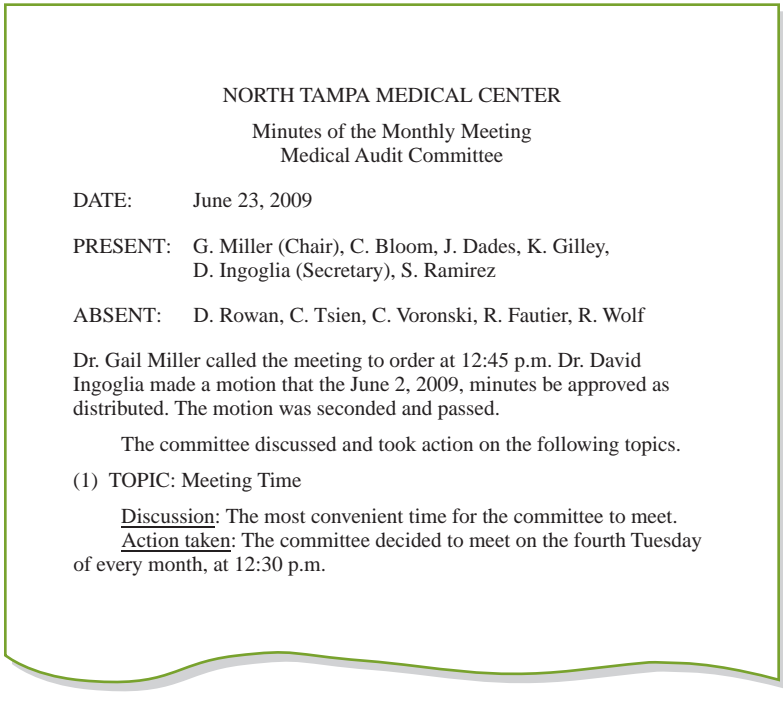 NORTH TAMPA MEDICAL CENTER
Minutes of the Monthly Meeting
Medical Audit Committee
DATE: June 23, 2009
PRESENT: G. Miller (Chair), C. Bloom, J. Dades, K. Gilley,
D. Ingoglia (Secretary), S. Ramirez
ABSENT: D. Rowan, C. Tsien, C. Voronski, R. Fautier, R. Wolf
Dr. Gail Miller called the meeting to order at 12:45 p.m. Dr. David
Ingoglia made a motion that the June 2, 2009, minutes be approved as
distributed. The motion was seconded and passed.
The committee discussed and took action on the following topics.
(1) TOPIC: Meeting Time
Discussion: The most convenient time for the committee to meet.
Action taken: The committee decided to meet on the fourth Tuesday
of every month, at 12:30 p.m.